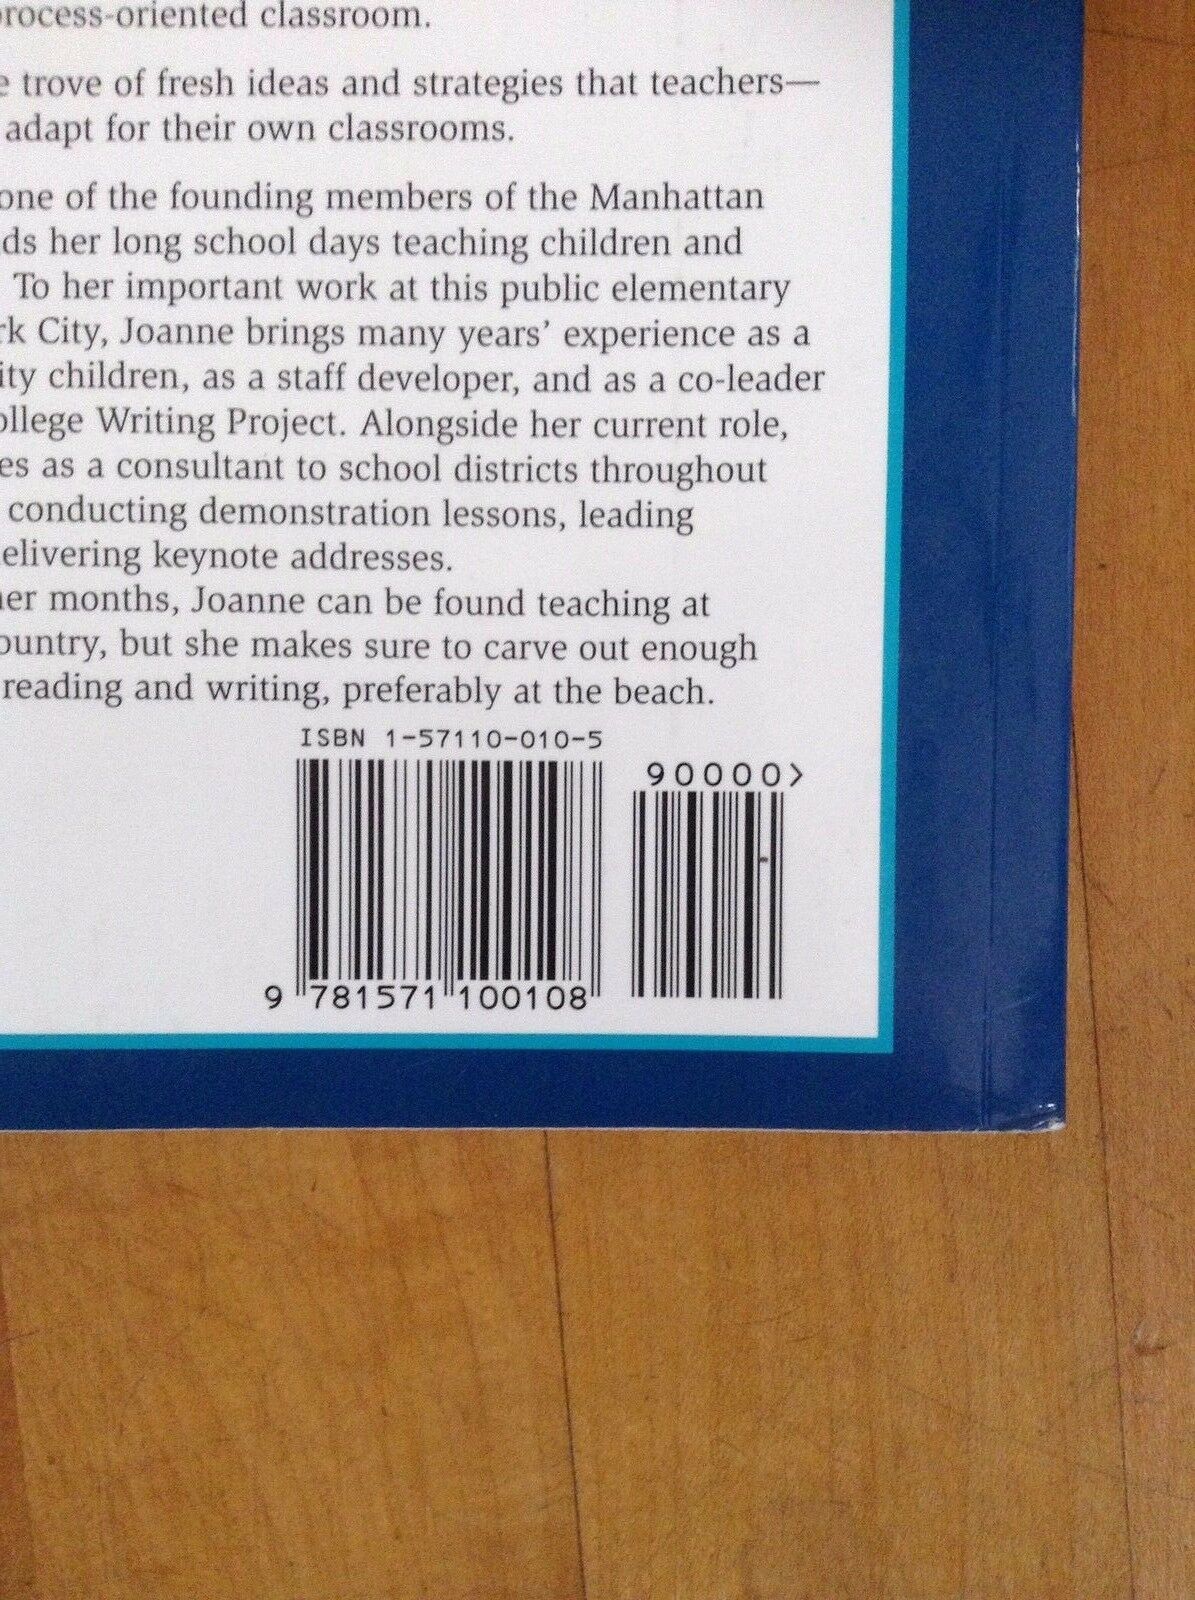 process-oriented classroom.
e trove of fresh ideas and strategies that teachers—
adapt for their own classrooms.
one of the founding members of the Manhattan
ds her long school days teaching children and
To her important work at this public elementary
rk City, Joanne brings many years’ experience as a
ity children, as a staff developer, and as a co-leader
ollege Writing Project. Alongside her current role,
es as a consultant to school districts throughout
conducting demonstration lessons, leading
elivering keynote addresses.
er months, Joanne can be found teaching at
ountry, but she makes sure to carve out enough
reading and writing, preferably at the beach.
ISBN 1-57110-010-5
90000>
9 781571 100108